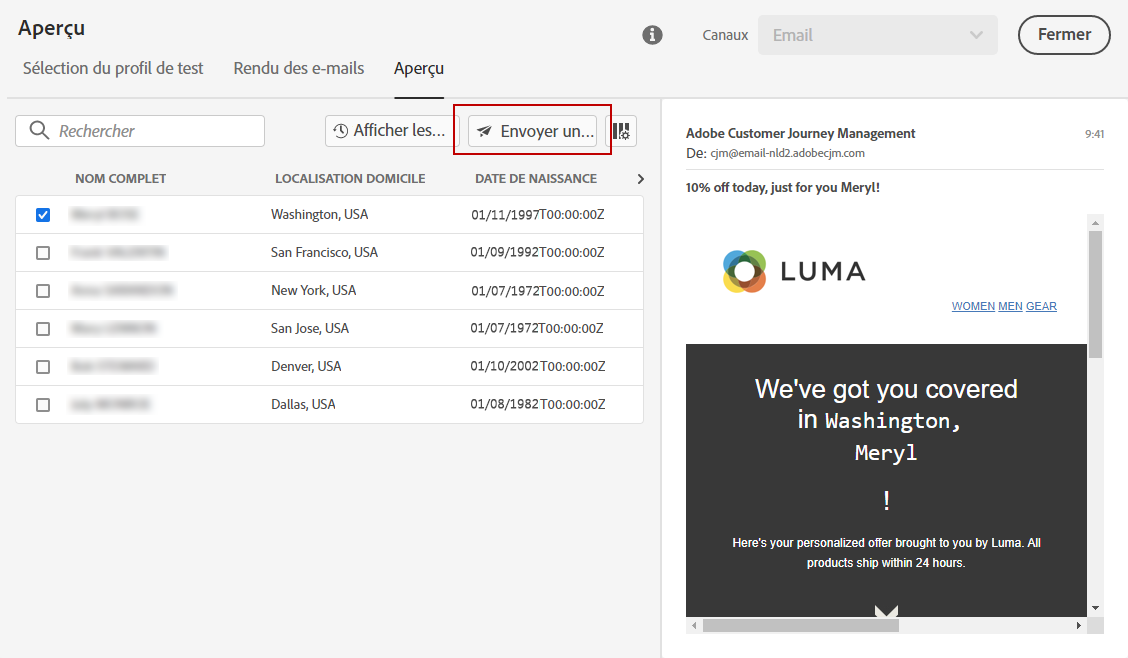 Aperçu
Canaux
Email
Fermer
Sélection du profil de test
Rendu des e-mails
Aperçu
Rechercher
Afficher les...
Envoyer un...
NOM COMPLET
LOCALISATION DOMICILE
DATE DE NAISSANCE
Washington, USA
01/11/1997T00:00:00Z
San Francisco, USA
01/09/1992T00:00:00Z
New York, USA
01/07/1972T00:00:00Z
San Jose, USA
01/07/1972T00:00:00Z
Denver, USA
01/10/2002T00:00:00Z
Dallas, USA
01/08/1982T00:00:00Z
Adobe Customer Journey Management
9:41
De: cjm@email-nld2.adobecjm.com
10% off today, just for you Meryl!
LUMA
WOMEN MEN GEAR
We've got you covered
in Washington,
Meryl
!
Here's your personalized offer brought to you by Luma. All
products ship within 24 hours.